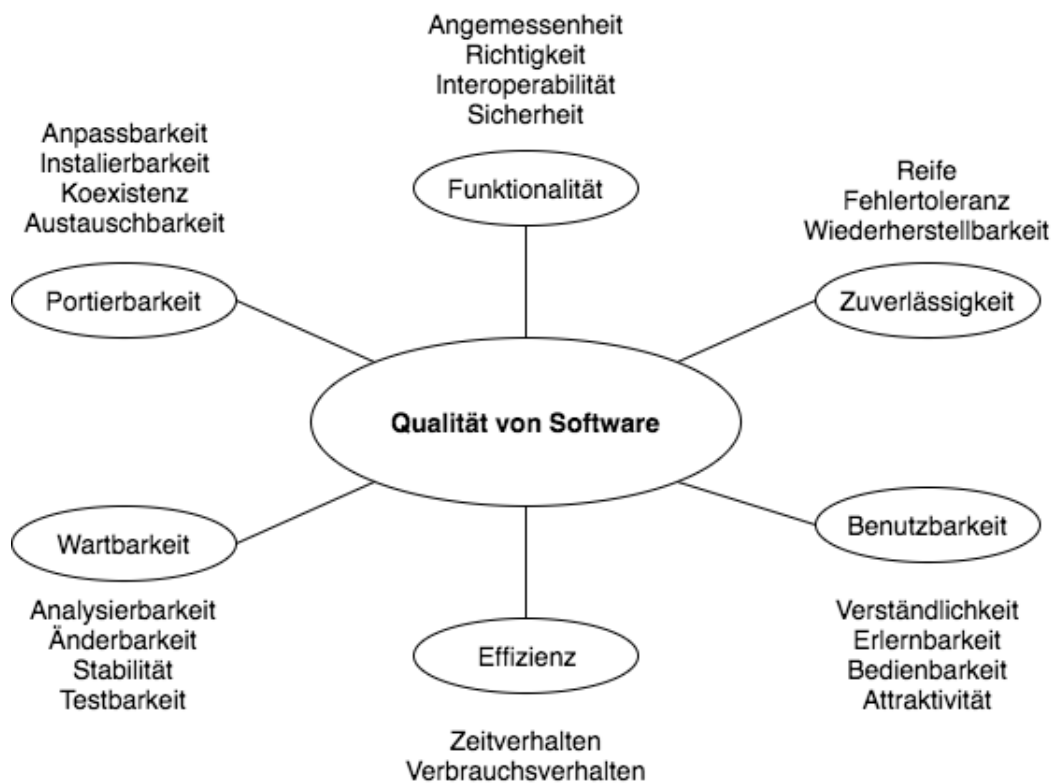 Angemessenheit
Richtigkeit
Interoperabilität
Sicherheit
Funktionalität
Anpassbarkeit
Instalierbarkeit
Koexistenz
Austauschbarkeit
Portierbarkeit
Reife
Fehlertoleranz
Wiederherstellbarkeit
Zuverlässigkeit
Qualität von Software
Wartbarkeit
Analysierbarkeit
Änderbarkeit
Stabilität
Testbarkeit
Effizienz
Zeitverhalten
Verbrauchsverhalten
Benutzbarkeit
Verständlichkeit
Erlernbarkeit
Bedienbarkeit
Attraktivität